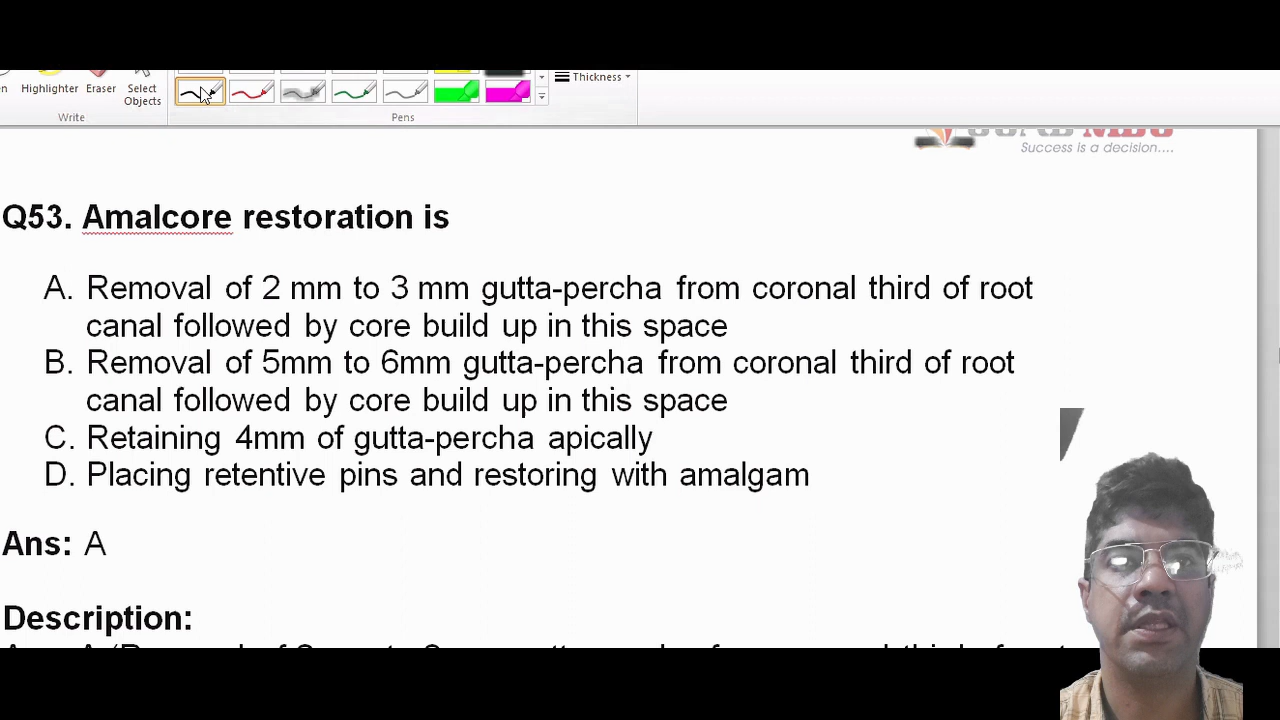 Highlighter Eraser Select Objects
Thickness
Write
Pens
Success is a decision....
Q53. Amalcore restoration is
A. Removal of 2 mm to 3 mm gutta-percha from coronal third of root
canal followed by core build up in this space
B. Removal of 5mm to 6mm gutta-percha from coronal third of root
canal followed by core build up in this space
C. Retaining 4mm of gutta-percha apically
D. Placing retentive pins and restoring with amalgam
Ans: A
Description: